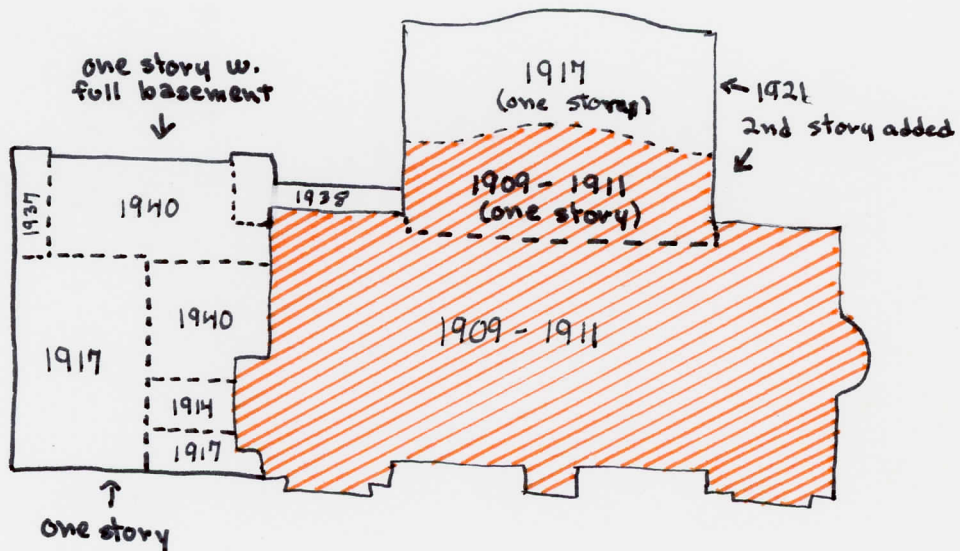 one story w.
full basement
1917
(one story)
1921
2nd story added
1937
1940
1938
1909 - 1911
(one story)
1940
1909 - 1911
1917
1914
1917
one story